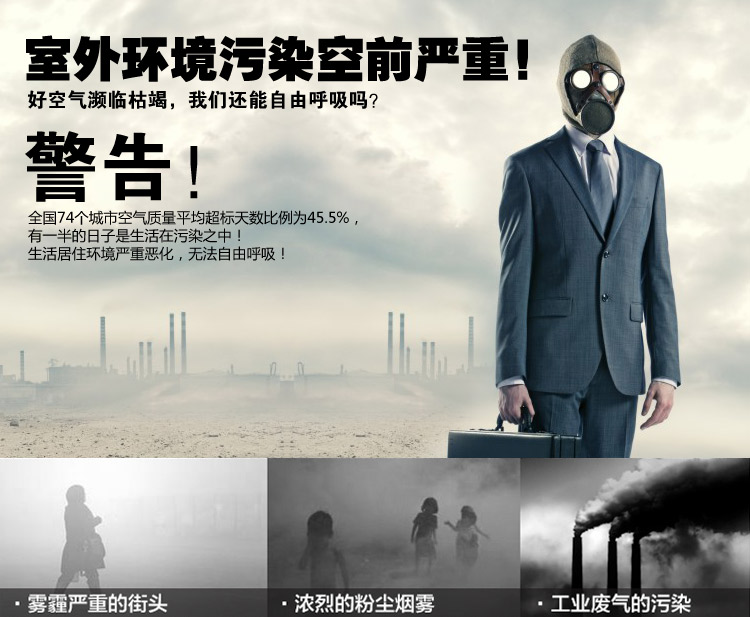 室外环境污染空前严重！
好空气濒临枯竭，我们还能自由呼吸吗?
警告！
全国74个城市空气质量平均超标天数比例为45.5%，
有一半的日子是生活在污染之中！
生活居住环境严重恶化，无法自由呼吸！
· 雾霾严重的街头
· 浓烈的粉尘烟雾
· 工业废气的污染